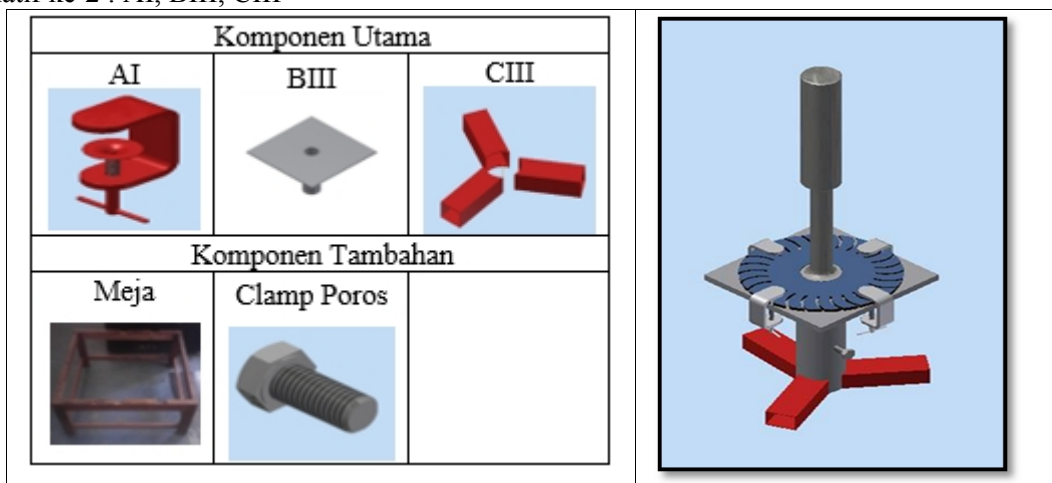 Komponen Utama
AI BIII CIII
Komponen Tambahan
Meja Clamp Poros